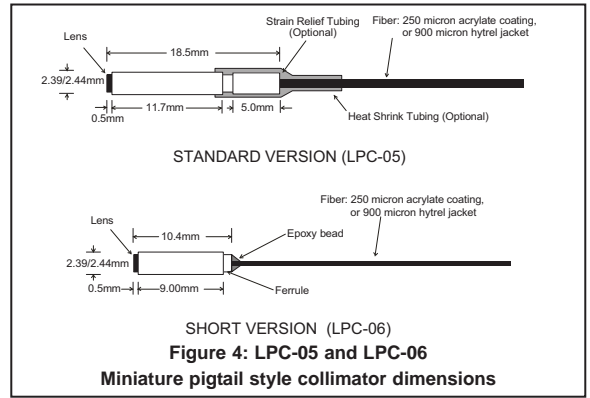 Strain Relief Tubing
(Optional)
Fiber: 250 micron acrylate coating,
or 900 micron hytrel jacket
Lens
18.5mm
2.39/2.44mm
0.5mm
11.7mm
5.0mm
Heat Shrink Tubing (Optional)
STANDARD VERSION (LPC-05)
Fiber: 250 micron acrylate coating,
or 900 micron hytrel jacket
Lens
10.4mm
Epoxy bead
2.39/2.44mm
0.5mm
9.00mm
Ferrule
SHORT VERSION (LPC-06)
Figure 4: LPC-05 and LPC-06
Miniature pigtail style collimator dimensions